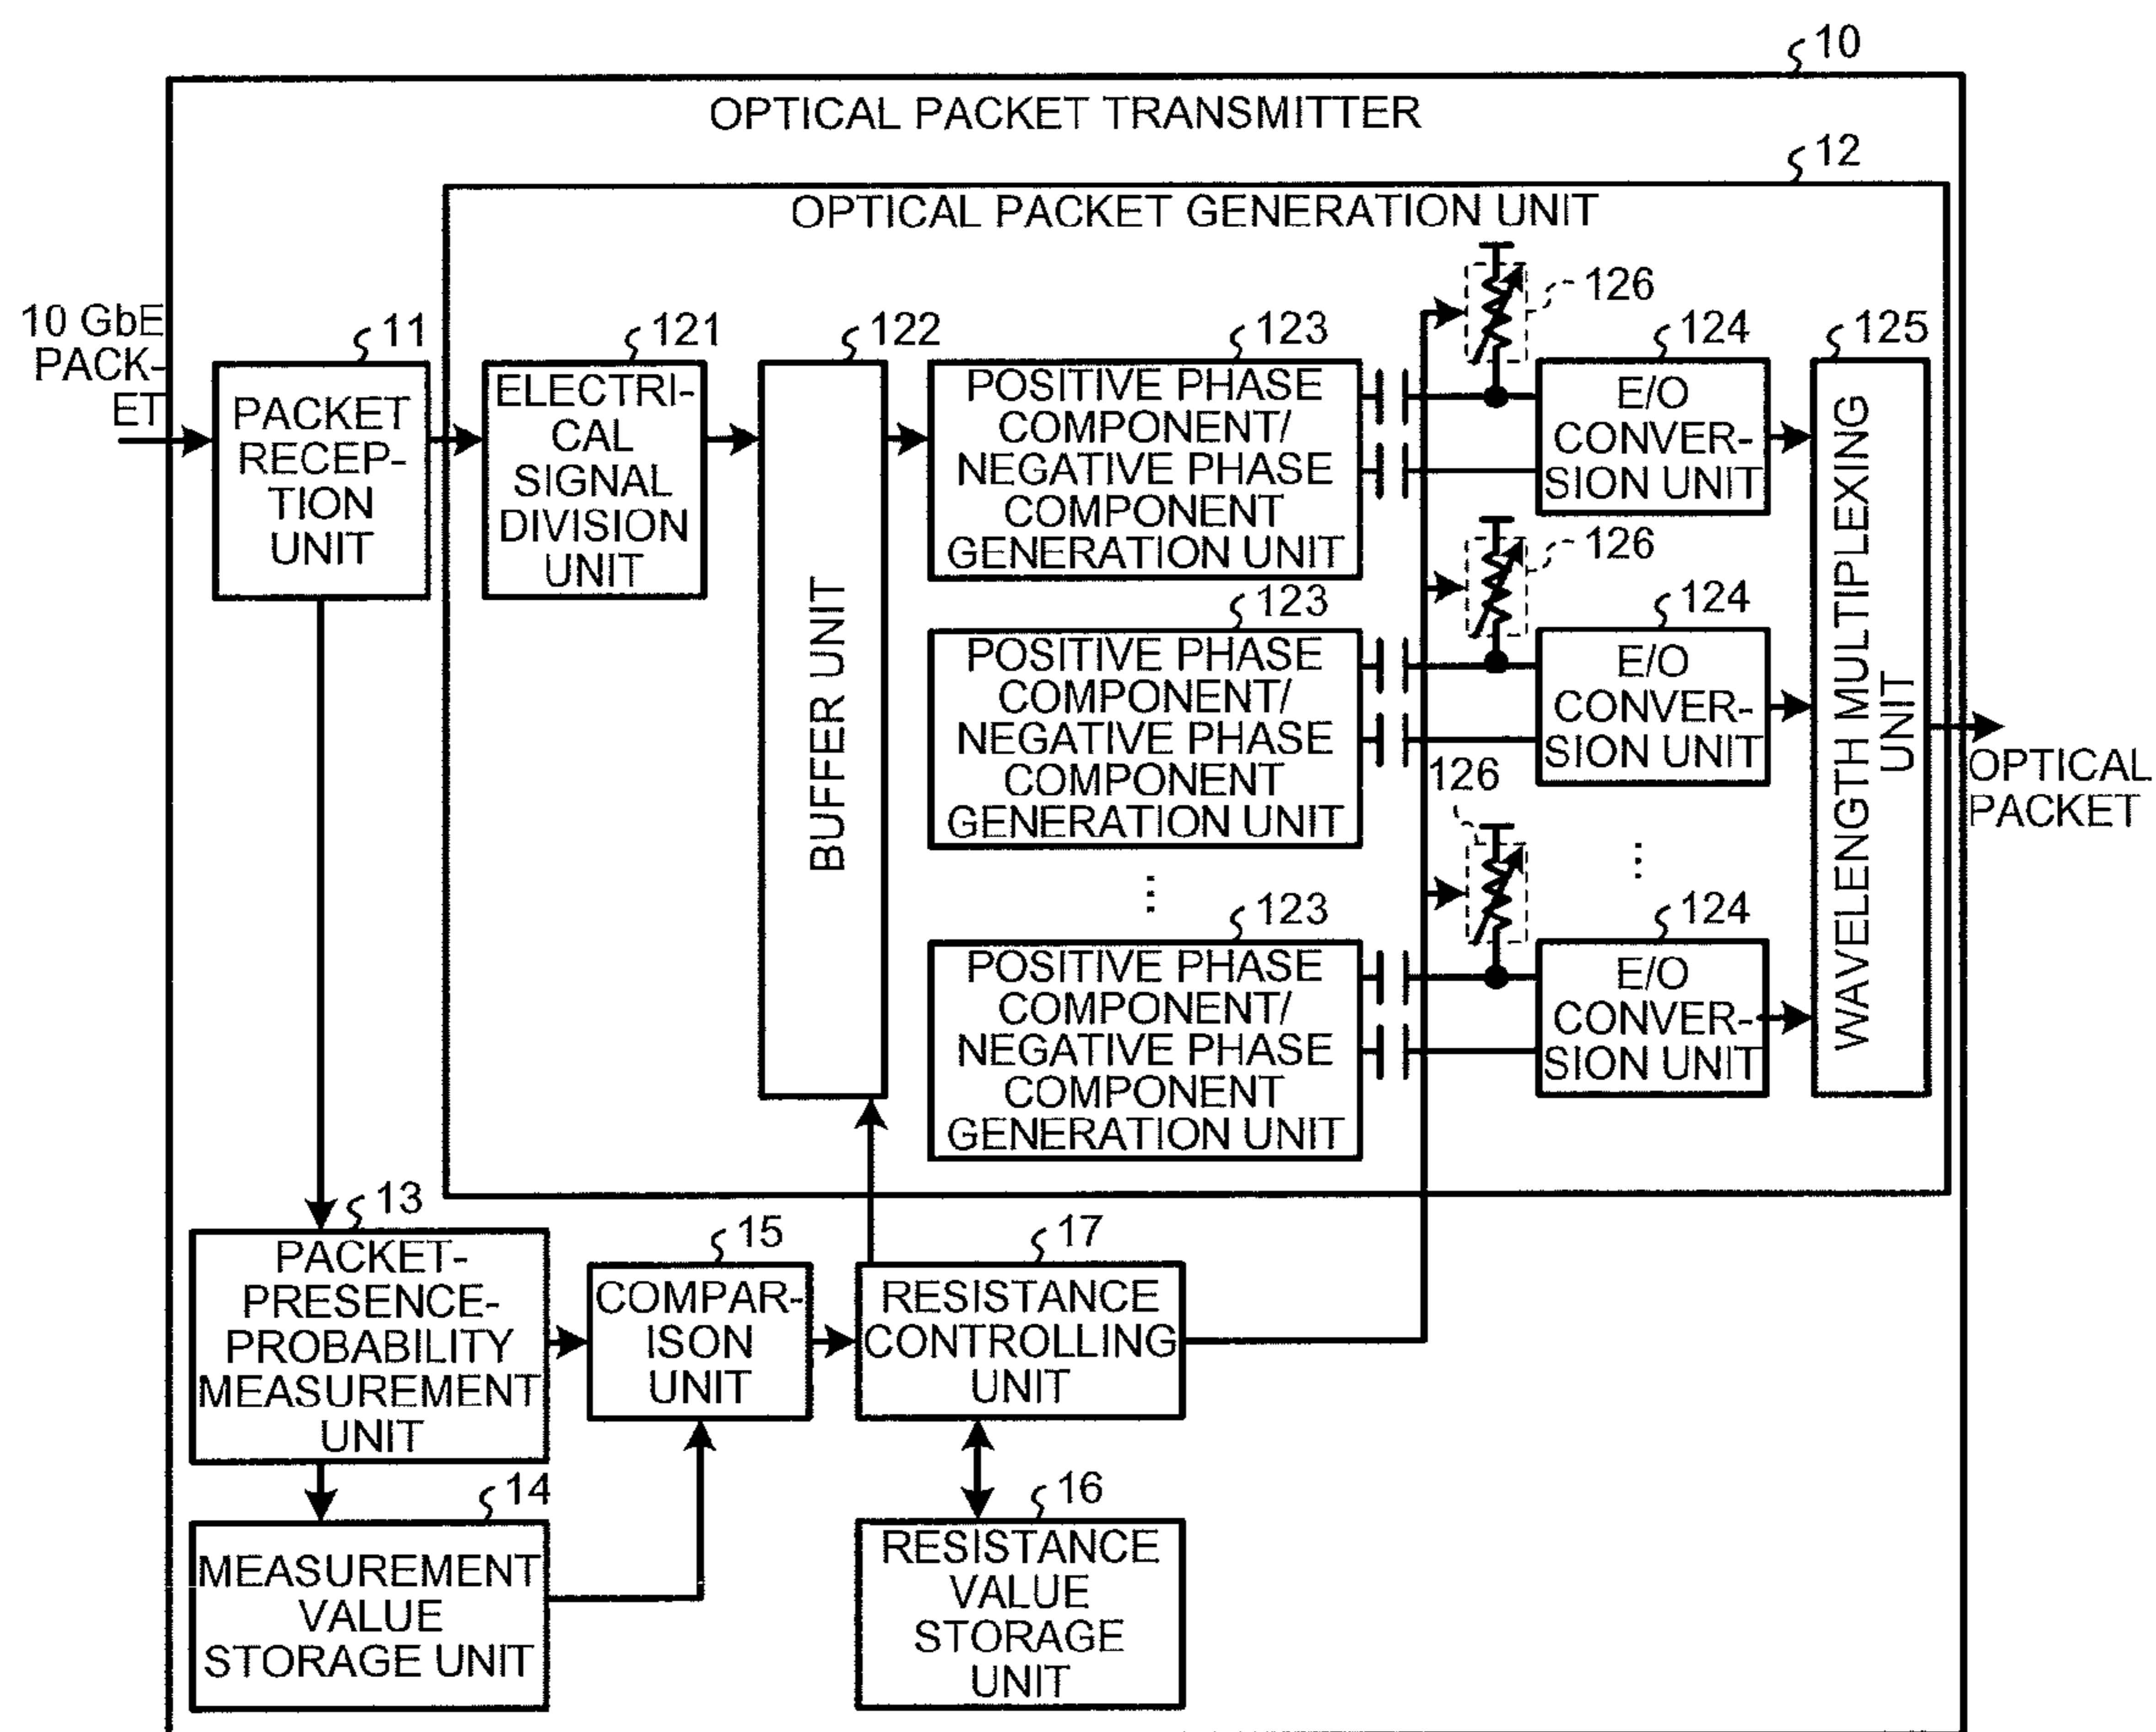 10
OPTICAL PACKET TRANSMITTER
12
OPTICAL PACKET GENERATION UNIT
10 GbE
PACK-
ET
11
PACKET
RECEP-
TION
UNIT
121
ELECTRI-
CAL
SIGNAL
DIVISION
UNIT
122
BUFFER UNIT
123
POSITIVE PHASE
COMPONENT/
NEGATIVE PHASE
COMPONENT
GENERATION UNIT
126
124
E/O
CONVER-
SION UNIT
125
WAVELENGTH MULTIPLEXING
UNIT
123
POSITIVE PHASE
COMPONENT/
NEGATIVE PHASE
COMPONENT
GENERATION UNIT
126
124
E/O
CONVER-
SION UNIT
OPTICAL
PACKET
...
123
POSITIVE PHASE
COMPONENT/
NEGATIVE PHASE
COMPONENT
GENERATION UNIT
126
...
124
E/O
CONVER-
SION UNIT
13
PACKET-
PRESENCE-
PROBABILITY
MEASUREMENT
UNIT
15
COMPAR-
ISON
UNIT
17
RESISTANCE
CONTROLLING
UNIT
14
MEASUREMENT
VALUE
STORAGE UNIT
16
RESISTANCE
VALUE
STORAGE
UNIT